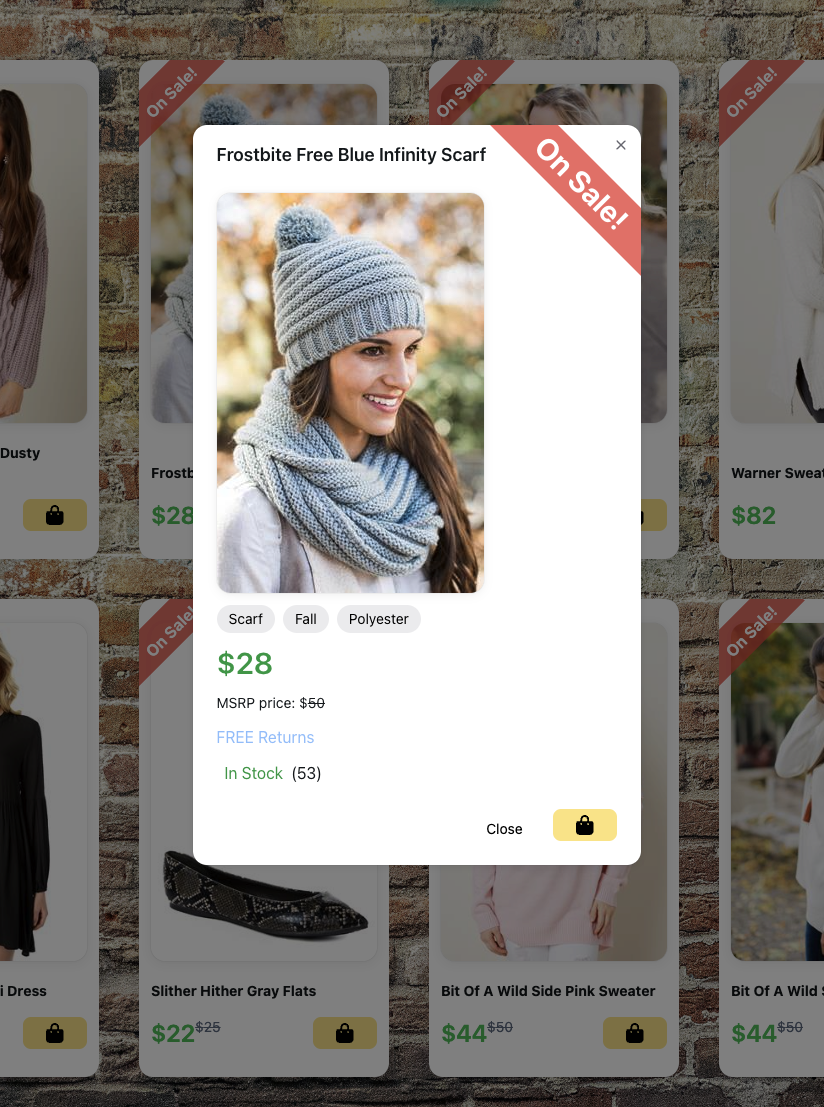 On Sale!
On Sale!
On Sale!
Frostbite Free Blue Infinity Scarf
On Sale!
Dusty
Frostb
Warner Sweat
$28
$82
Scarf
Fall
Polyester
On Sale!
On Sale!
$28
MSRP price: $50
FREE Returns
In Stock (53)
Close
i Dress
Slither Hither Gray Flats
Bit Of A Wild Side Pink Sweater
Bit Of A Wild S
$22$25
$44$50
$44$50